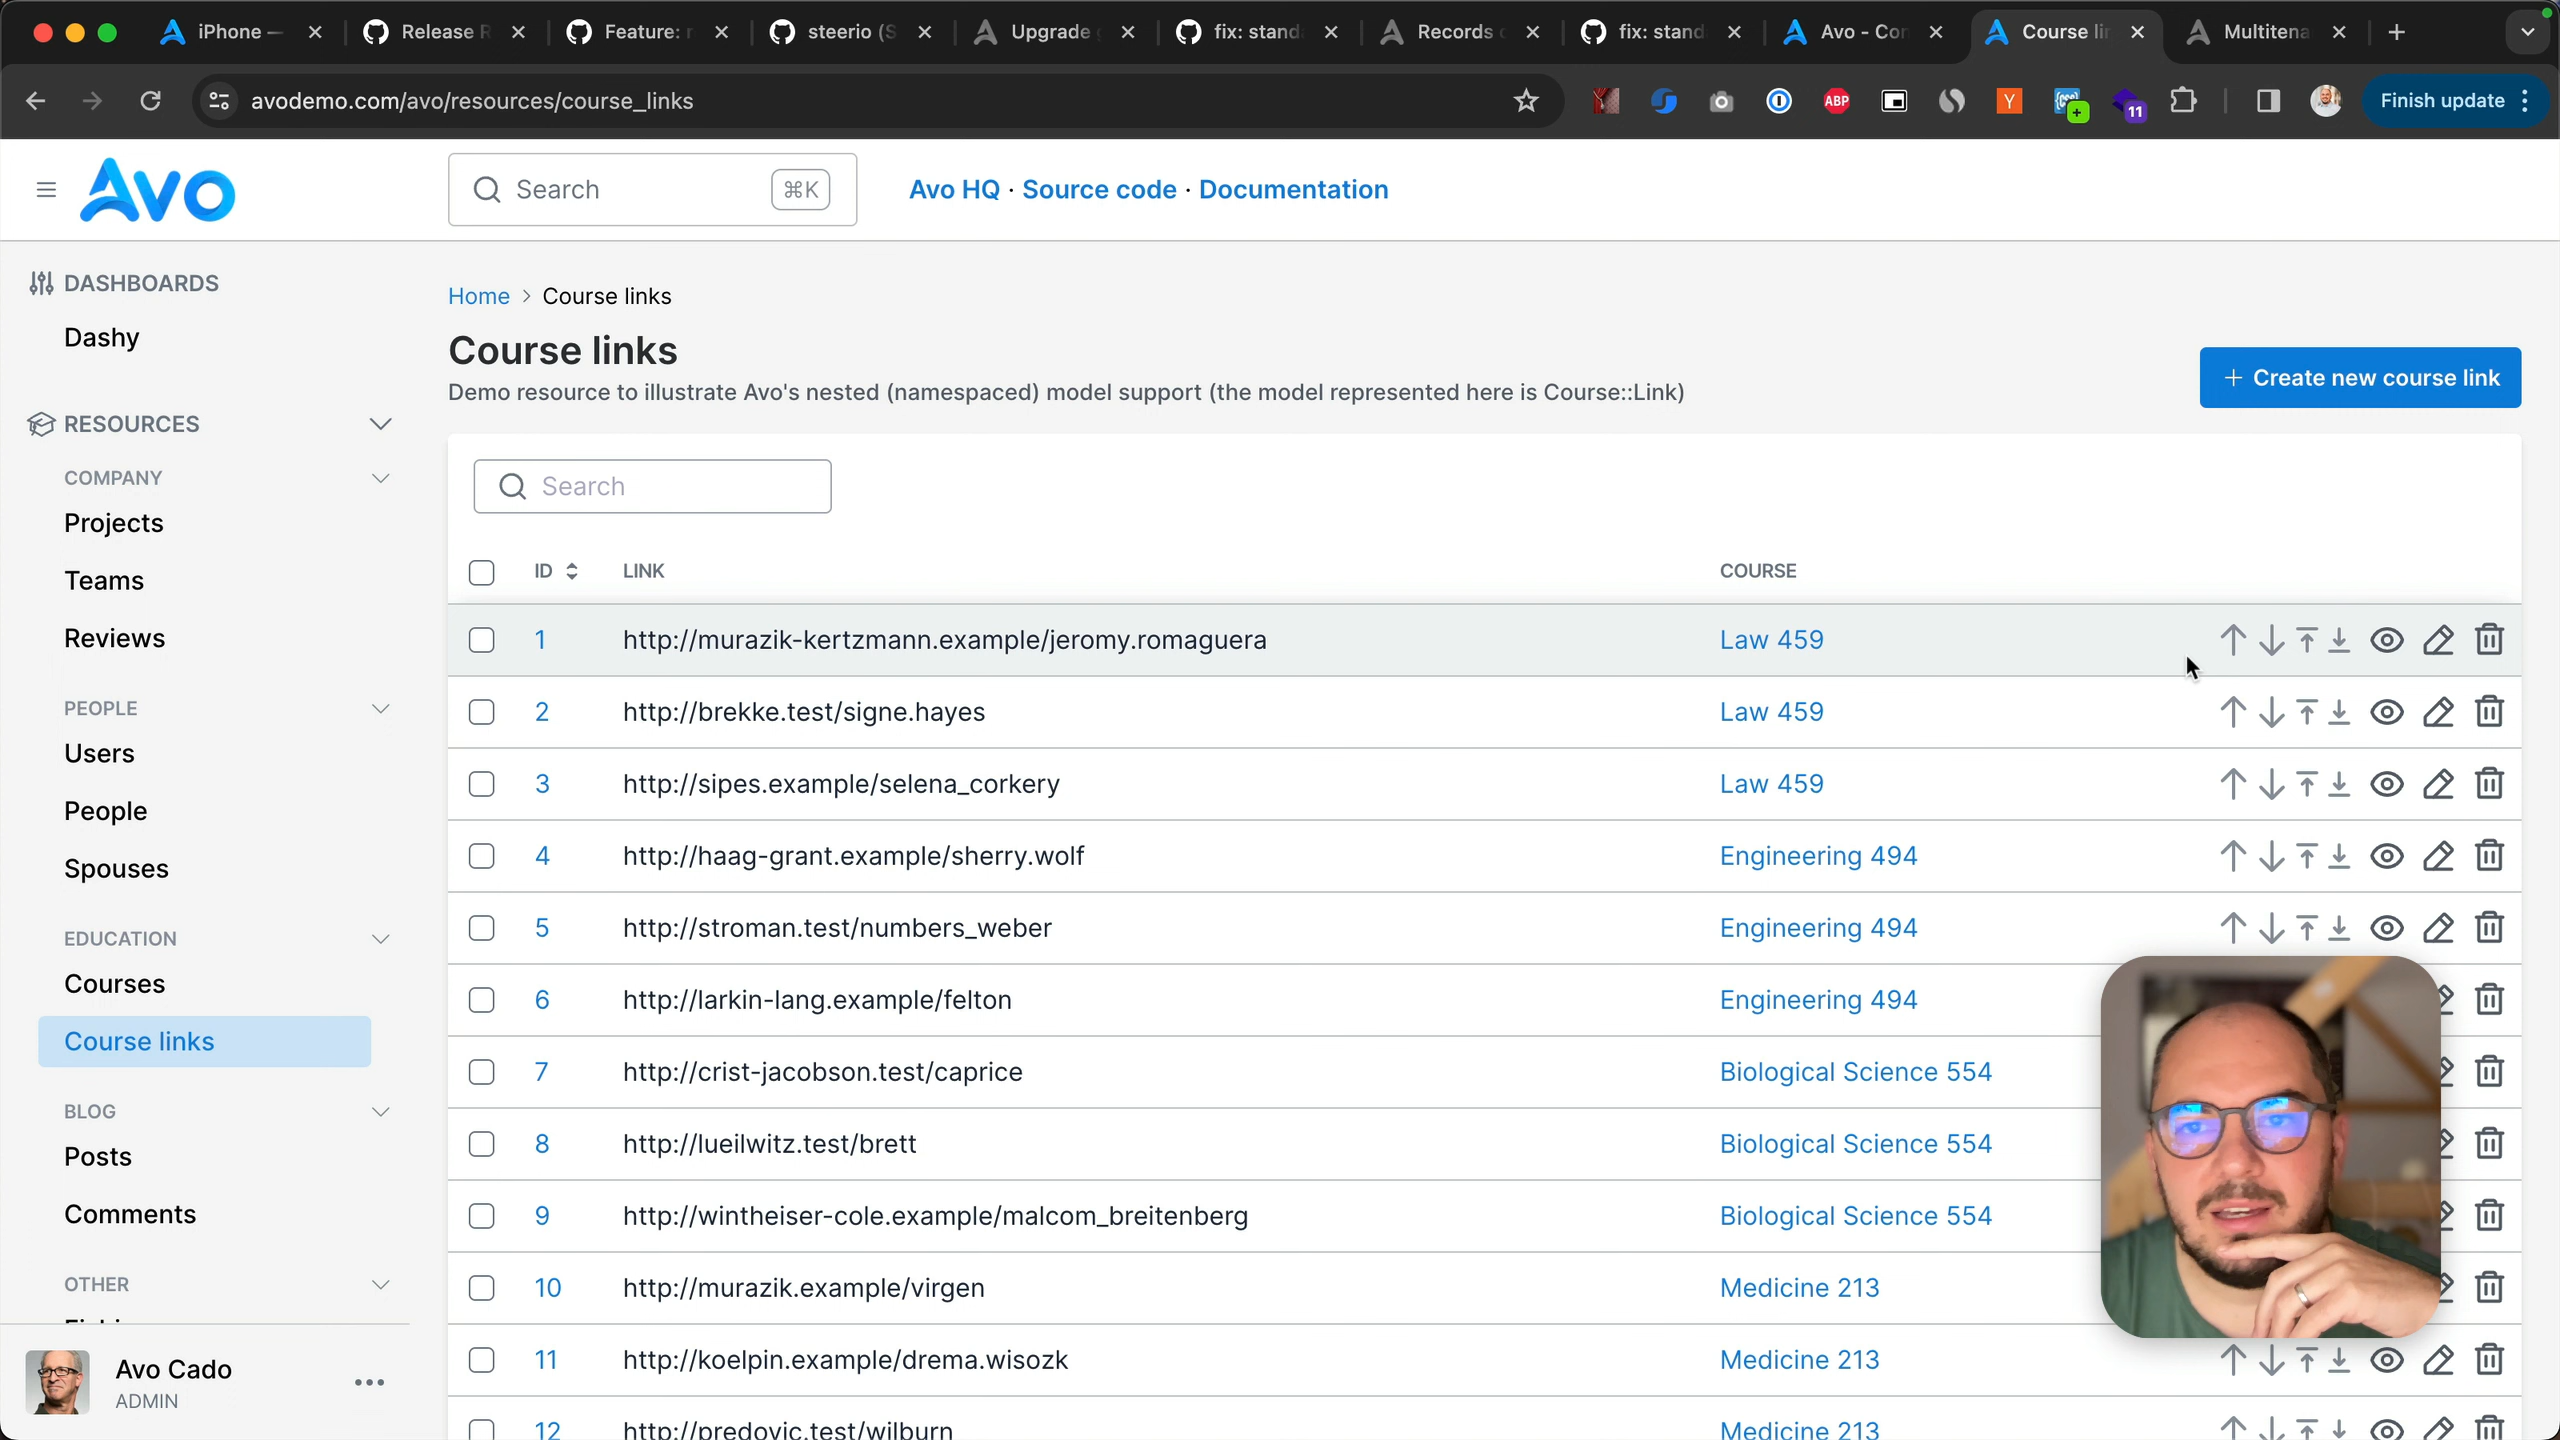 iPhone —
Release R
Feature: r
steerio (S
Upgrade
fix: stand
Records
fix: stand
Avo - Con
Course lin
Multitena
avodemo.com/avo/resources/course_links
ABP
Y
11
Finish update
Avo
Search
⌘K
Avo HQ · Source code · Documentation
DASHBOARDS
Dashy
RESOURCES
COMPANY
Projects
Teams
Reviews
PEOPLE
Users
People
Spouses
EDUCATION
Courses
Course links
BLOG
Posts
Comments
OTHER
Avo Cado
ADMIN
Home > Course links
Course links
Demo resource to illustrate Avo's nested (namespaced) model support (the model represented here is Course::Link)
+ Create new course link
Search
ID LINK COURSE
1 http://murazik-kertzmann.example/jeromy.romaguera Law 459
2 http://brekke.test/signe.hayes Law 459
3 http://sipes.example/selena_corkery Law 459
4 http://haag-grant.example/sherry.wolf Engineering 494
5 http://stroman.test/numbers_weber Engineering 494
6 http://larkin-lang.example/felton Engineering 494
7 http://crist-jacobson.test/caprice Biological Science 554
8 http://lueilwitz.test/brett Biological Science 554
9 http://wintheiser-cole.example/malcom_breitenberg Biological Science 554
10 http://murazik.example/virgen Medicine 213
11 http://koelpin.example/drema.wisozk Medicine 213
12 http://predovic.test/wilburn Medicine 213